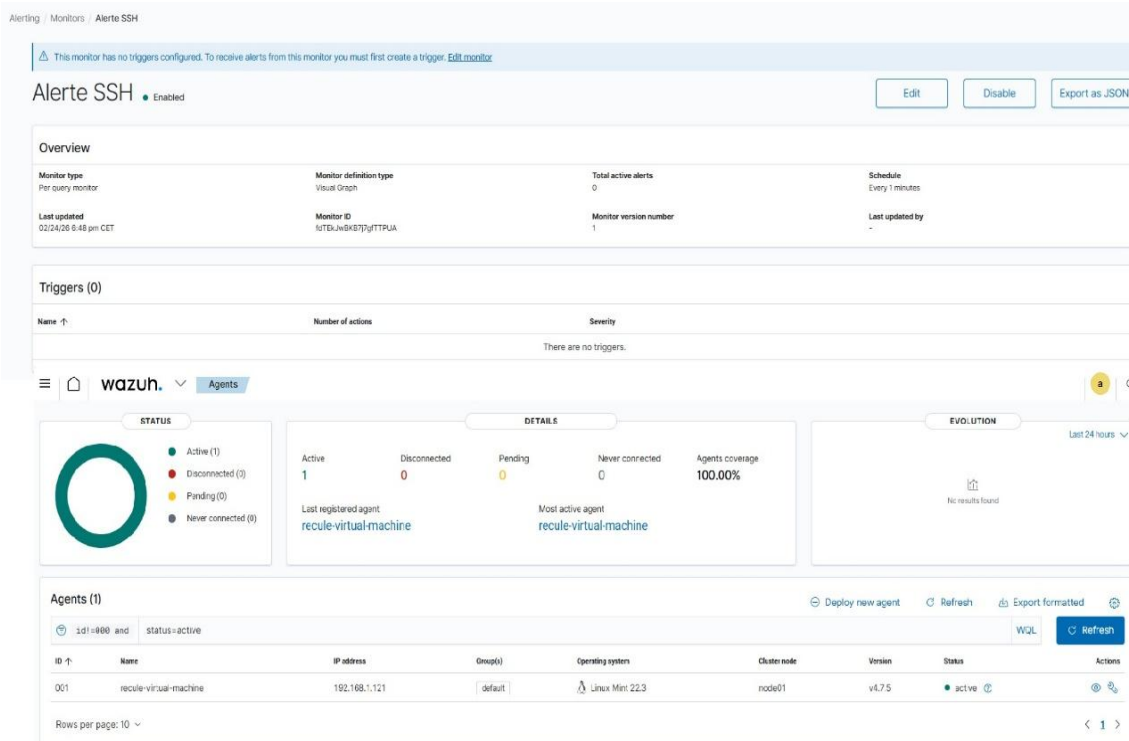 Alerting / Monitors / Alerte SSH
This monitor has no triggers configured. To receive alerts from this monitor you must first create a trigger. Edit monitor
Alerte SSH Enabled Edit Disable Export as JSON
Overview
Monitor type Monitor definition type Total active alerts Schedule
Per query monitor Visual Graph 0 Every 1 minutes
Last updated Monitor ID Monitor version number Last updated by
02/24/26 6:48 pm CET 1 -
Triggers (0)
Name Number of actions Severity
There are no triggers.
wazuh. Agents a
STATUS DETAILS EVOLUTION
Last 24 hours
Active (1)
Disconnected (0)
Pending (0)
Never connected (0)
Active Disconnected Pending Never connected Agents coverage
1 0 0 0 100.00%
Last registered agent Most active agent
recule-virtual-machine recule-virtual-machine
No results found
Agents (1) Deploy new agent Refresh Export formatted
id!=000 and status=active WQL Refresh
ID Name IP address Group(s) Operating system Cluster node Version Status Actions
001 recule-virtual-machine 192.168.1.121 default Linux Mint 22.3 node01 v4.7.5 active
Rows per page: 10 < 1 >